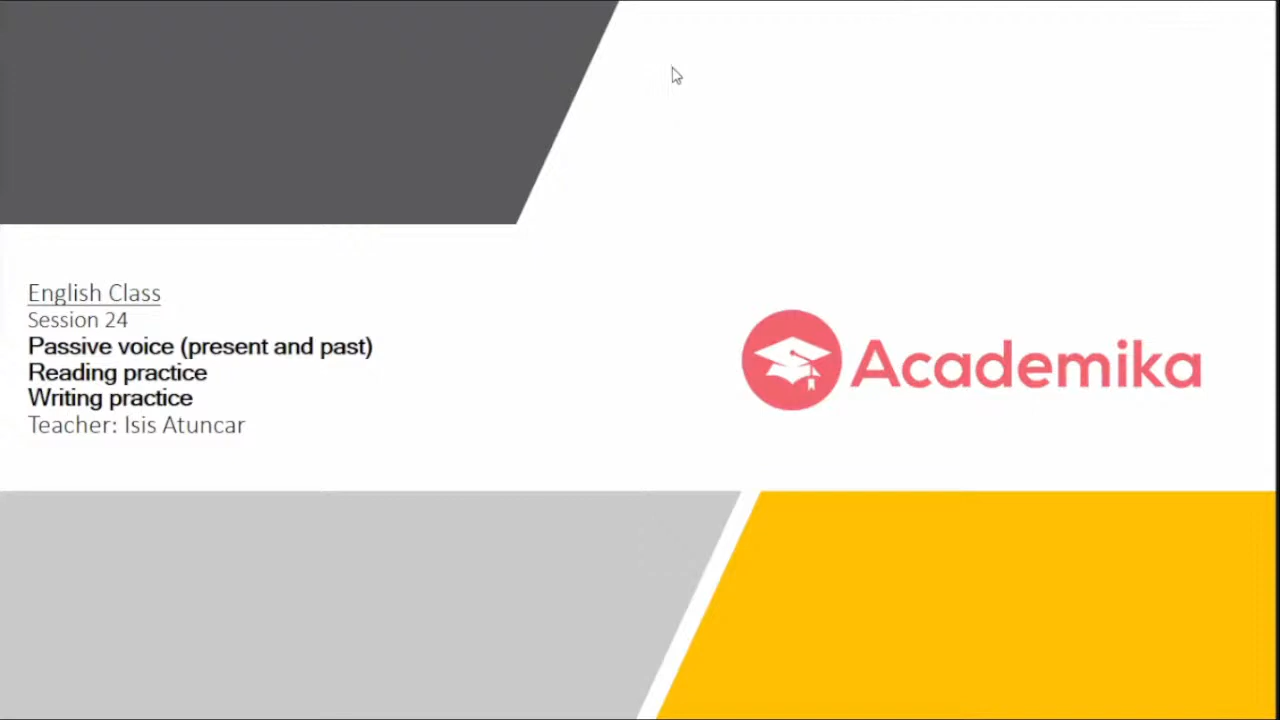 English Class
Session 24
Passive voice (present and past)
Reading practice
Writing practice
Teacher: Isis Atuncar
Academika